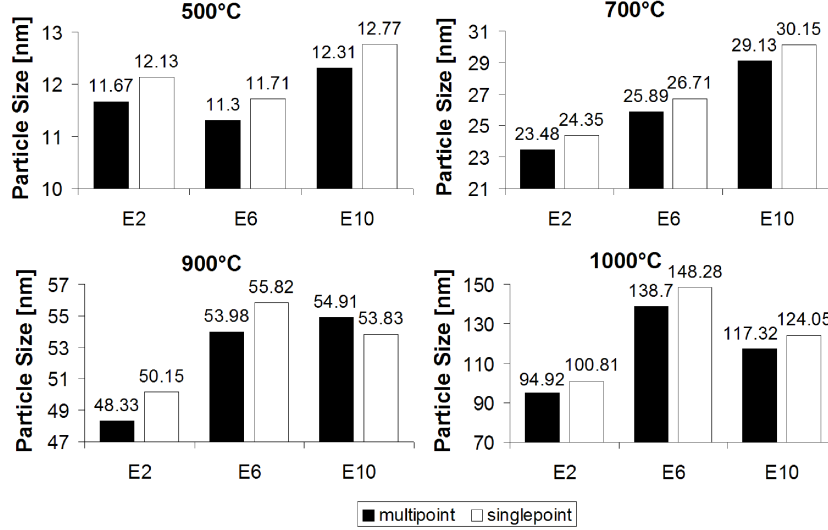 500°C
Particle Size [nm]
13
12
11
10
11.67
12.13
11.3
11.71
12.31
12.77
E2
E6
E10
700°C
Particle Size [nm]
31
29
27
25
23
21
23.48
24.35
25.89
26.71
29.13
30.15
E2
E6
E10
900°C
Particle Size [nm]
57
55
53
51
49
47
48.33
50.15
53.98
55.82
54.91
53.83
E2
E6
E10
1000°C
Particle Size [nm]
150
130
110
90
70
94.92
100.81
138.7
148.28
117.32
124.05
E2
E6
E10
multipoint
singlepoint